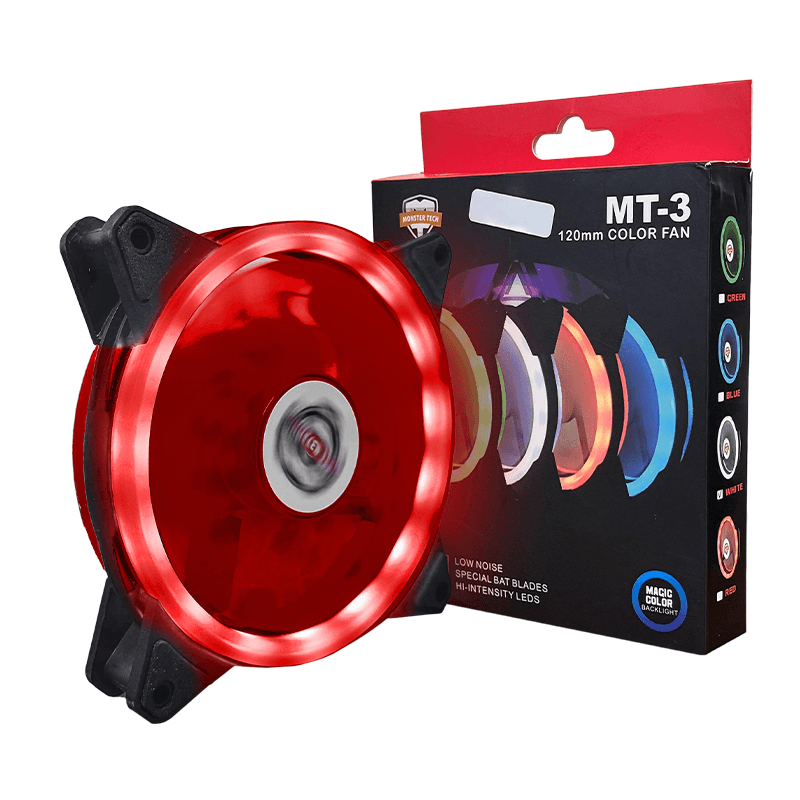 MONSTER TECH
MT-3
120mm COLOR FAN
QREEN
BLUE
WHITE
RED
LOW NOISE
SPECIAL BAT BLADES
HI-INTENSITY LEDS
MAGIC
COLOR
BACKLIGHT